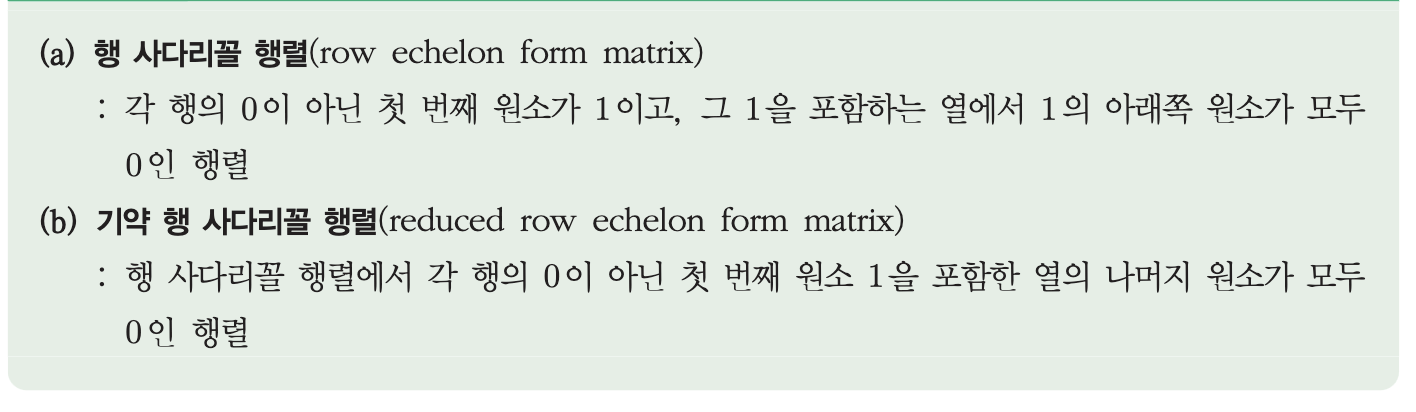 (a) 행 사다리꼴 행렬(row echelon form matrix)
: 각 행의 0이 아닌 첫 번째 원소가 1이고, 그 1을 포함하는 열에서 1의 아래쪽 원소가 모두
0인 행렬
(b) 기약 행 사다리꼴 행렬(reduced row echelon form matrix)
: 행 사다리꼴 행렬에서 각 행의 0이 아닌 첫 번째 원소 1을 포함한 열의 나머지 원소가 모두
0인 행렬